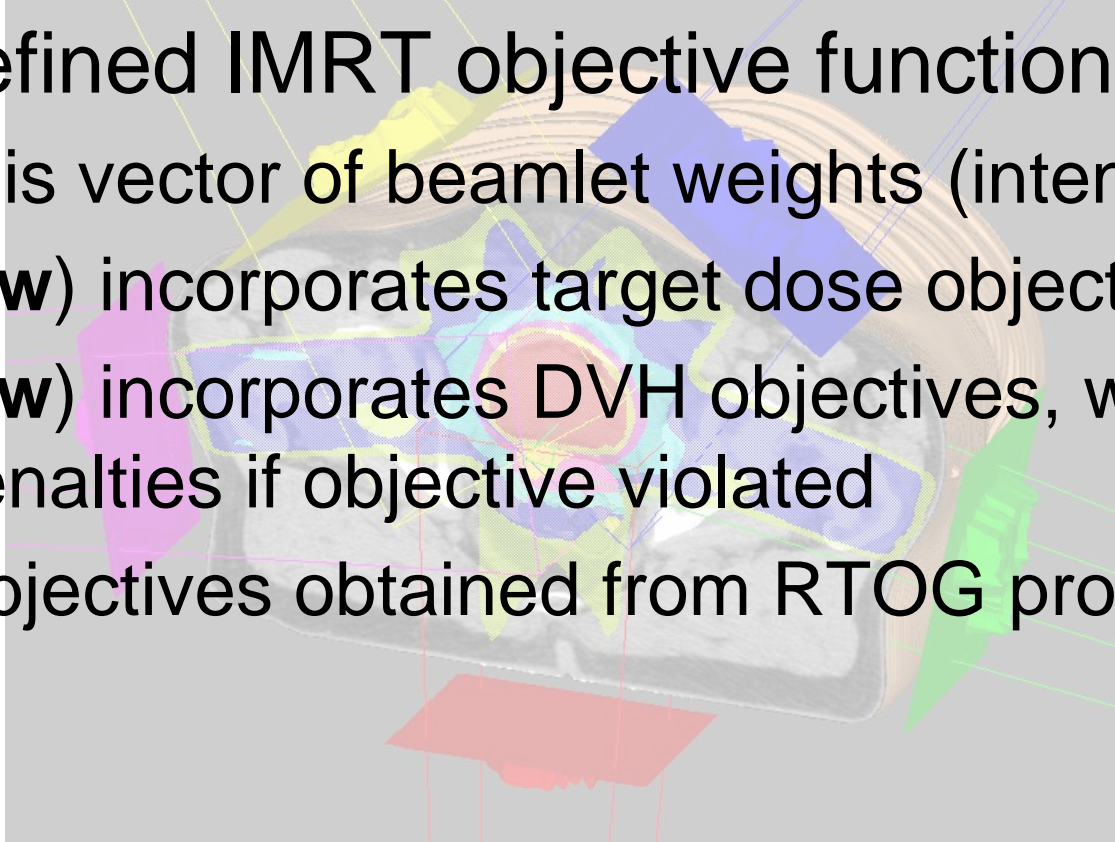 efined IMRT objective function
is vector of beamlet weights (inten
w) incorporates target dose object
w) incorporates DVH objectives, w
enalties if objective violated
bjectives obtained from RTOG pro